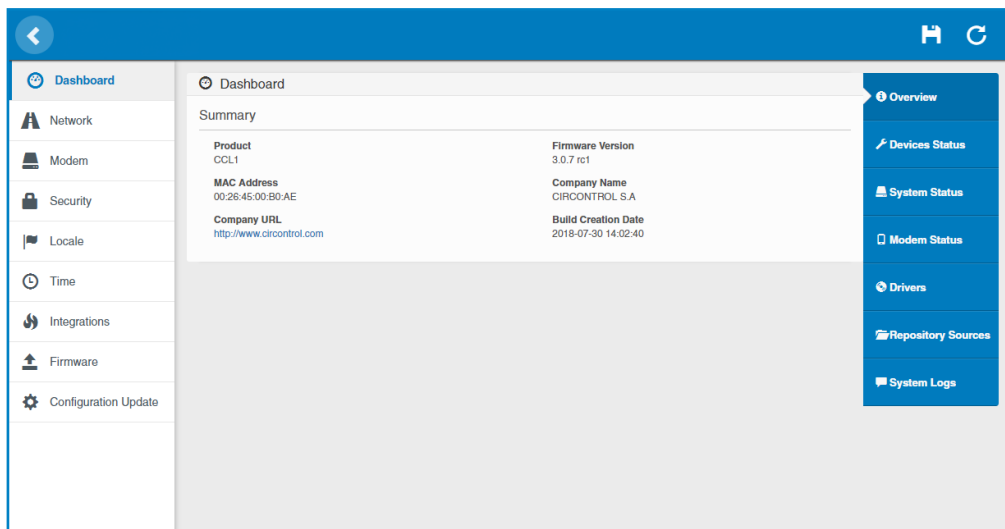 Dashboard
Network
Modem
Security
Locale
Time
Integrations
Firmware
Configuration Update
Dashboard
Summary
Product
CCL1
Firmware Version
3.0.7 rc1
MAC Address
00:26:45:00:B0:AE
Company Name
CIRCONTROL S.A
Company URL
http://www.circontrol.com
Build Creation Date
2018-07-30 14:02:40
Overview
Devices Status
System Status
Modem Status
Drivers
Repository Sources
System Logs